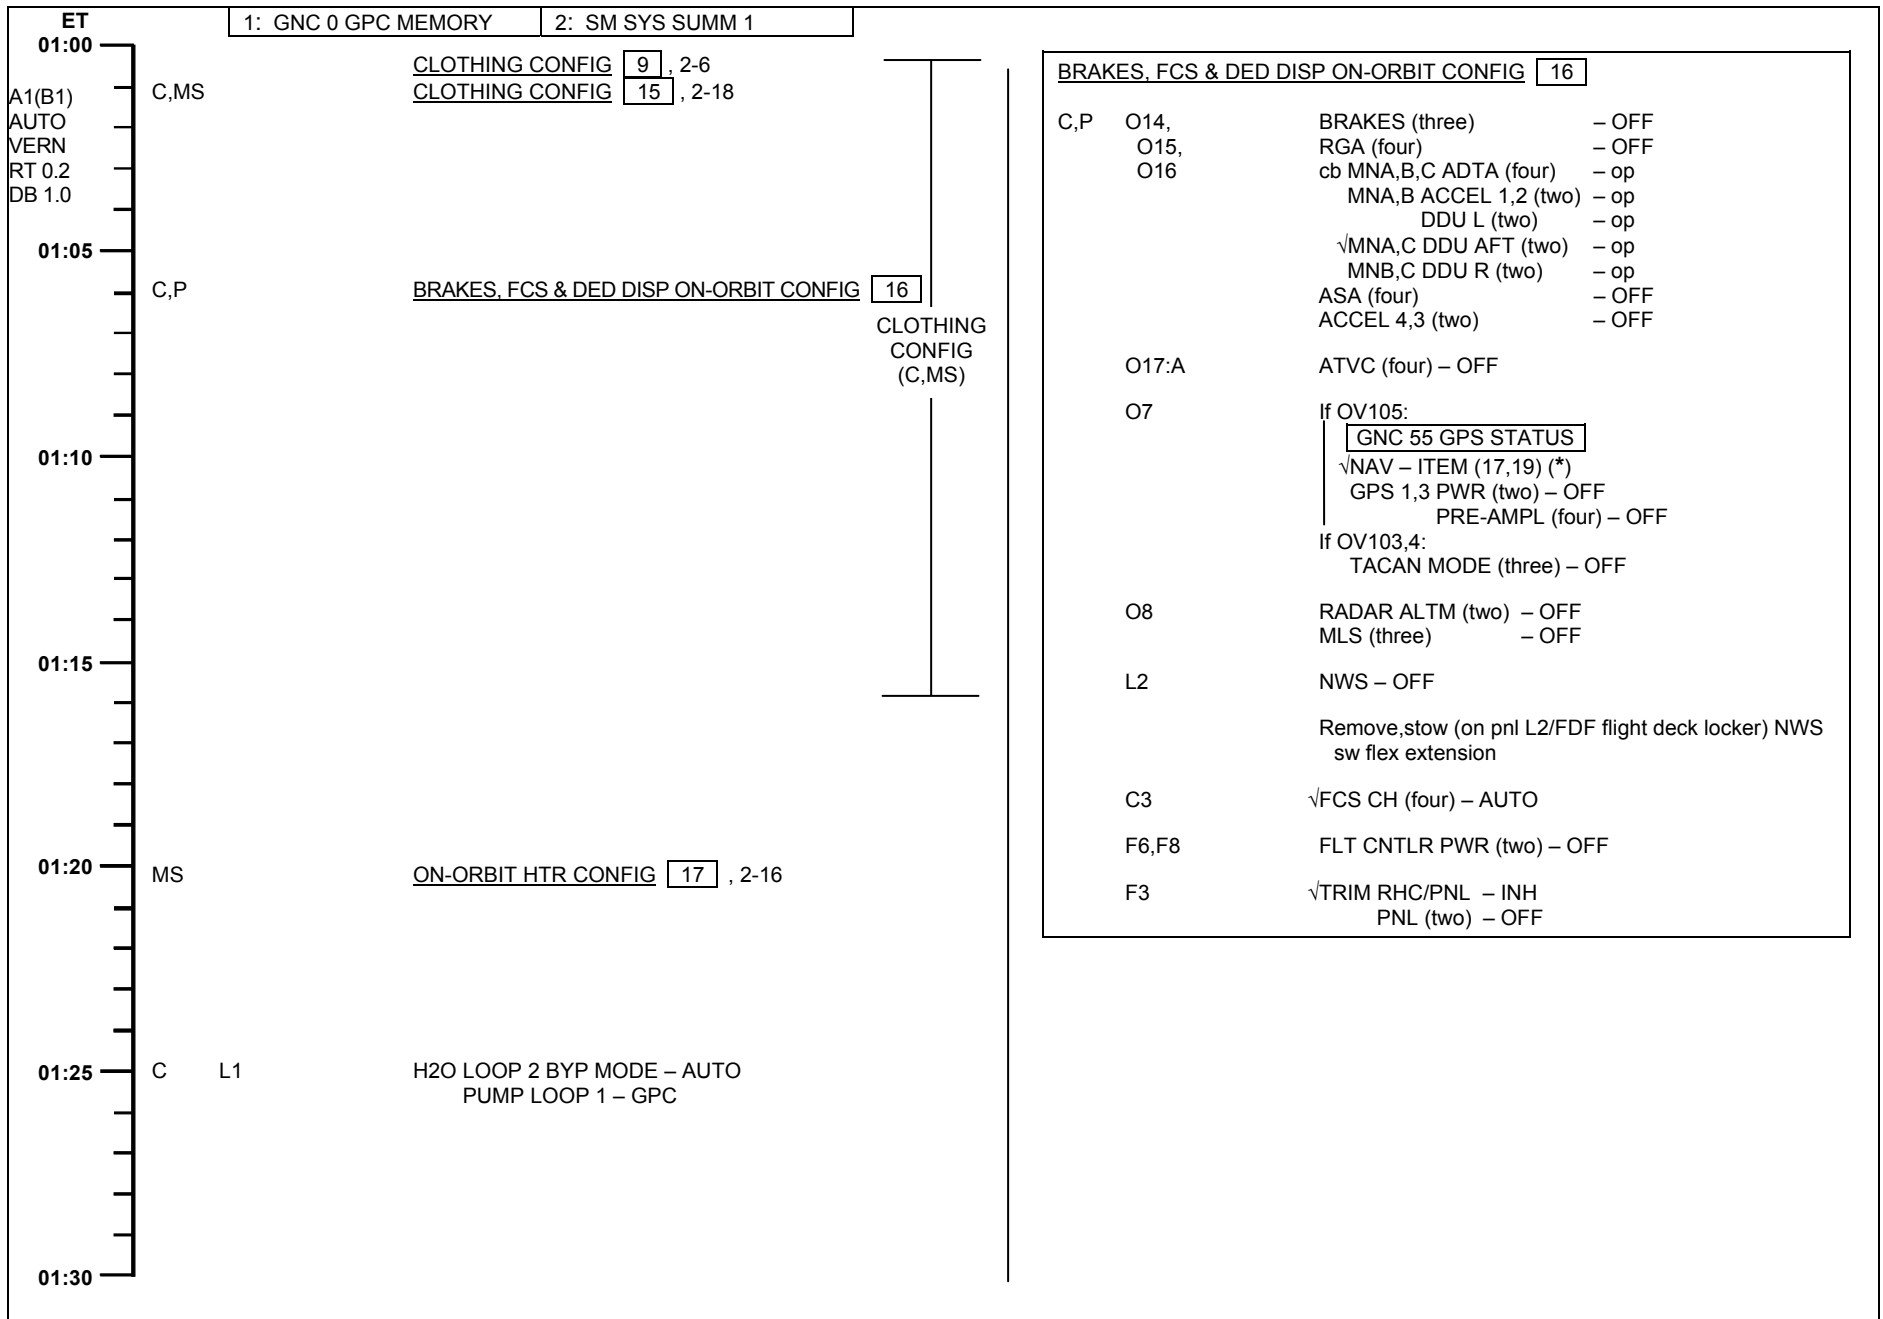 ET
1: GNC 0 GPC MEMORY 2: SM SYS SUMM 1
01:00
CLOTHING CONFIG 9 , 2-6
C,MS CLOTHING CONFIG 15 , 2-18
A1(B1)
AUTO
VERN
RT 0.2
DB 1.0
01:05
C,P BRAKES, FCS & DED DISP ON-ORBIT CONFIG 16
CLOTHING
CONFIG
(C,MS)
01:10
01:15
01:20
MS ON-ORBIT HTR CONFIG 17 , 2-16
01:25
C L1 H2O LOOP 2 BYP MODE – AUTO
PUMP LOOP 1 – GPC
01:30
BRAKES, FCS & DED DISP ON-ORBIT CONFIG 16
C,P O14, BRAKES (three) – OFF
O15, RGA (four) – OFF
O16 cb MNA,B,C ADTA (four) – op
MNA,B ACCEL 1,2 (two) – op
DDU L (two) – op
√MNA,C DDU AFT (two) – op
MNB,C DDU R (two) – op
ASA (four) – OFF
ACCEL 4,3 (two) – OFF
O17:A ATVC (four) – OFF
O7 If OV105:
GNC 55 GPS STATUS
√NAV – ITEM (17,19) (*)
GPS 1,3 PWR (two) – OFF
PRE-AMPL (four) – OFF
If OV103,4:
TACAN MODE (three) – OFF
O8 RADAR ALTM (two) – OFF
MLS (three) – OFF
L2 NWS – OFF
Remove,stow (on pnl L2/FDF flight deck locker) NWS
sw flex extension
C3 √FCS CH (four) – AUTO
F6,F8 FLT CNTLR PWR (two) – OFF
F3 √TRIM RHC/PNL – INH
PNL (two) – OFF